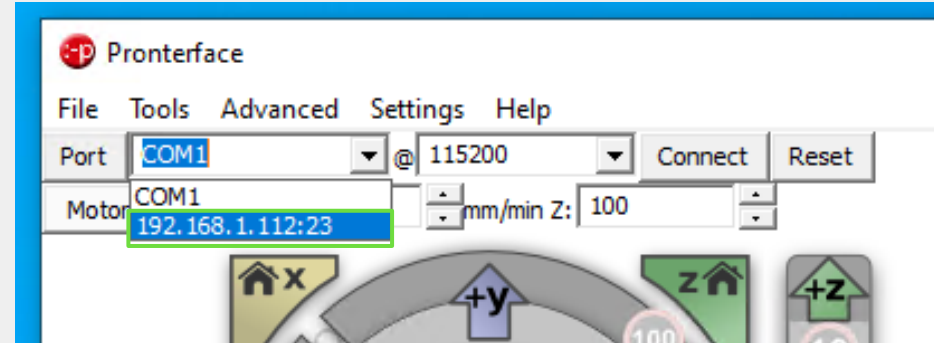 Pronterface
File Tools Advanced Settings Help
Port COM1 @ 115200 Connect Reset
COM1
192.168.1.112:23
mm/min Z: 100
X +y Z +Z
100 10